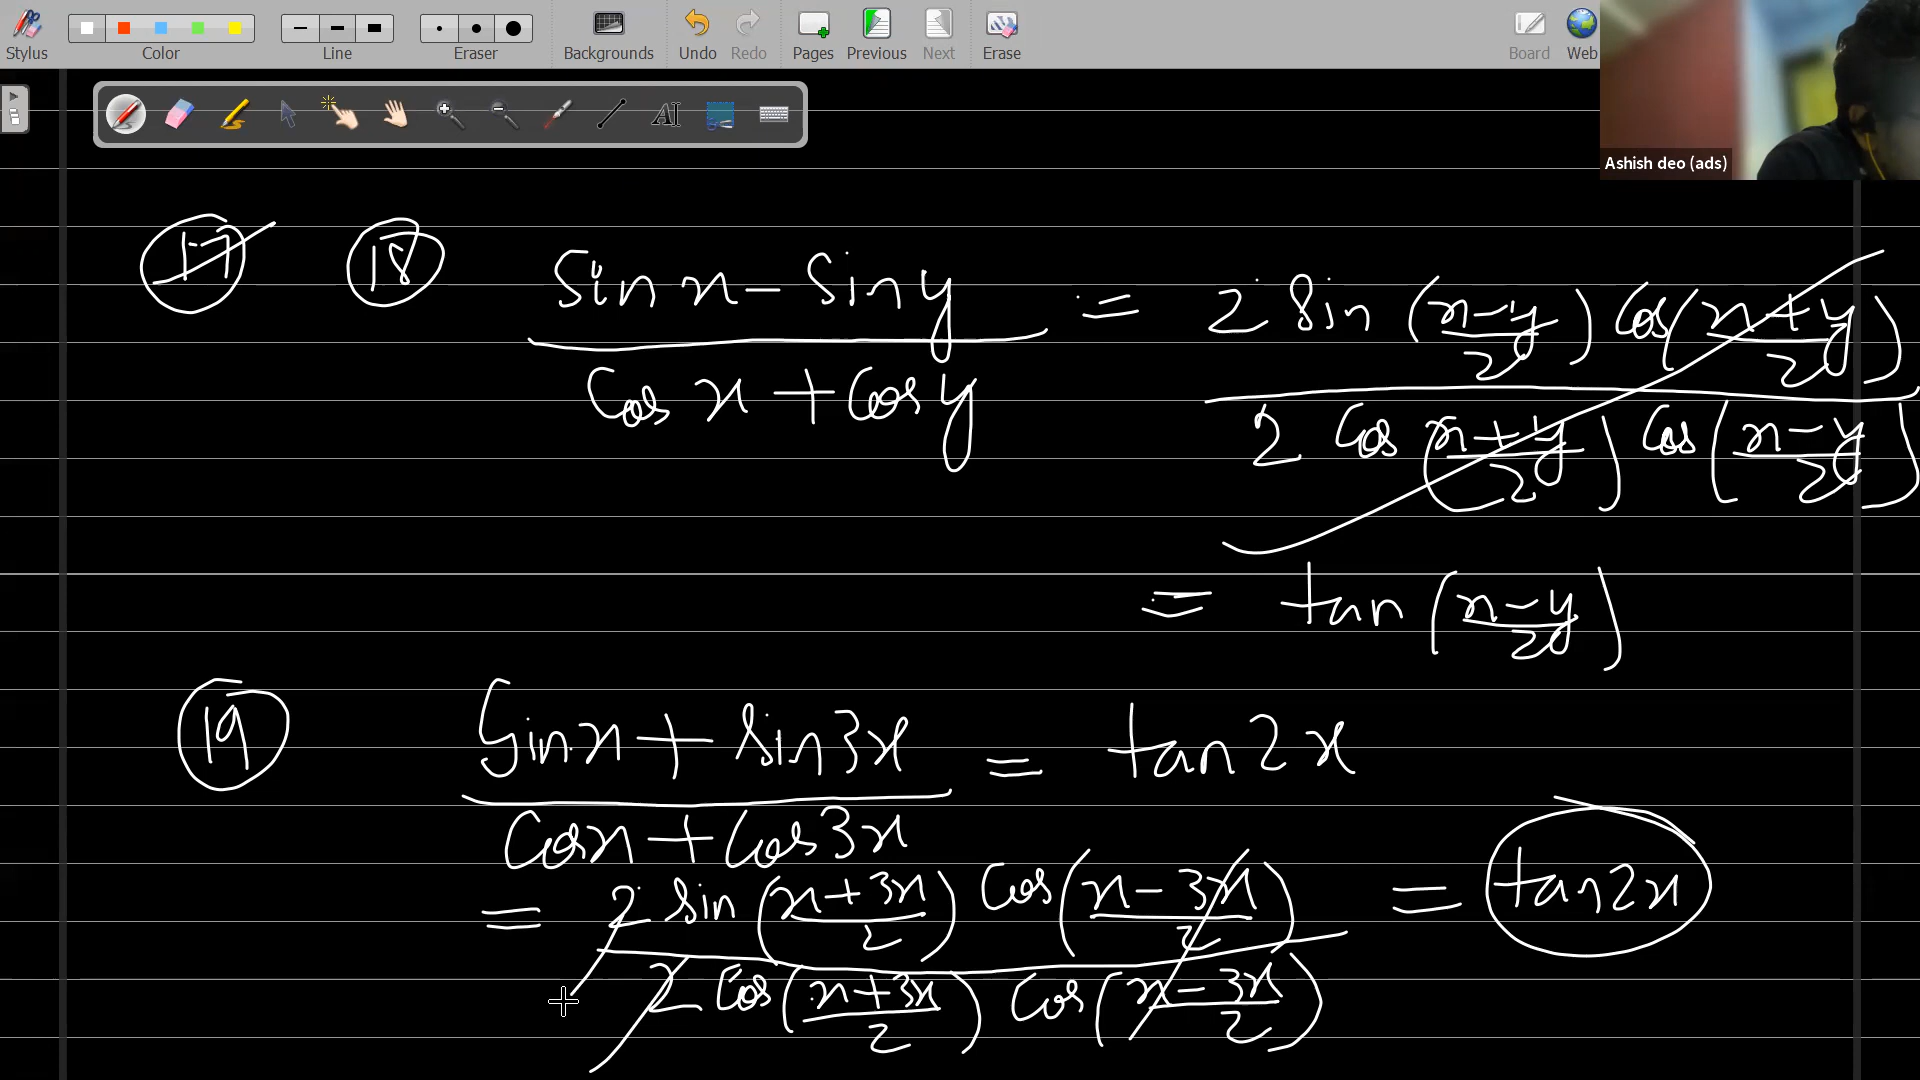 Stylus Color Line Eraser Backgrounds Undo Redo Pages Previous Next Erase Board Web
Ashish deo (ads)
17 18 (sin x - sin y)/(cos x + cos y) = (2 sin((x-y)/2) cos((x+y)/2))/(2 cos((x+y)/2) cos((x-y)/2))
= tan((x-y)/2)
19 (sin x + sin 3x)/(cos x + cos 3x) = tan 2x
= (2 sin((x+3x)/2) cos((x-3x)/2))/(2 cos((x+3x)/2) cos((x-3x)/2)) = tan 2x